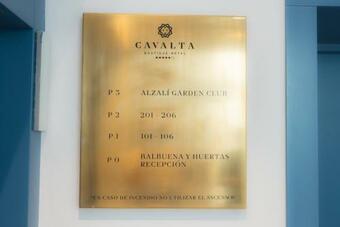 CAVALTA
BOUTIQUE HOTEL
P 3 ALZALÍ GARDEN CLUB
P 2 201 - 206
P 1 101 - 106
P 0 BALBUENA Y HUERTAS
RECEPCIÓN
*EN CASO DE INCENDIO NO UTILIZAR EL ASCENSOR